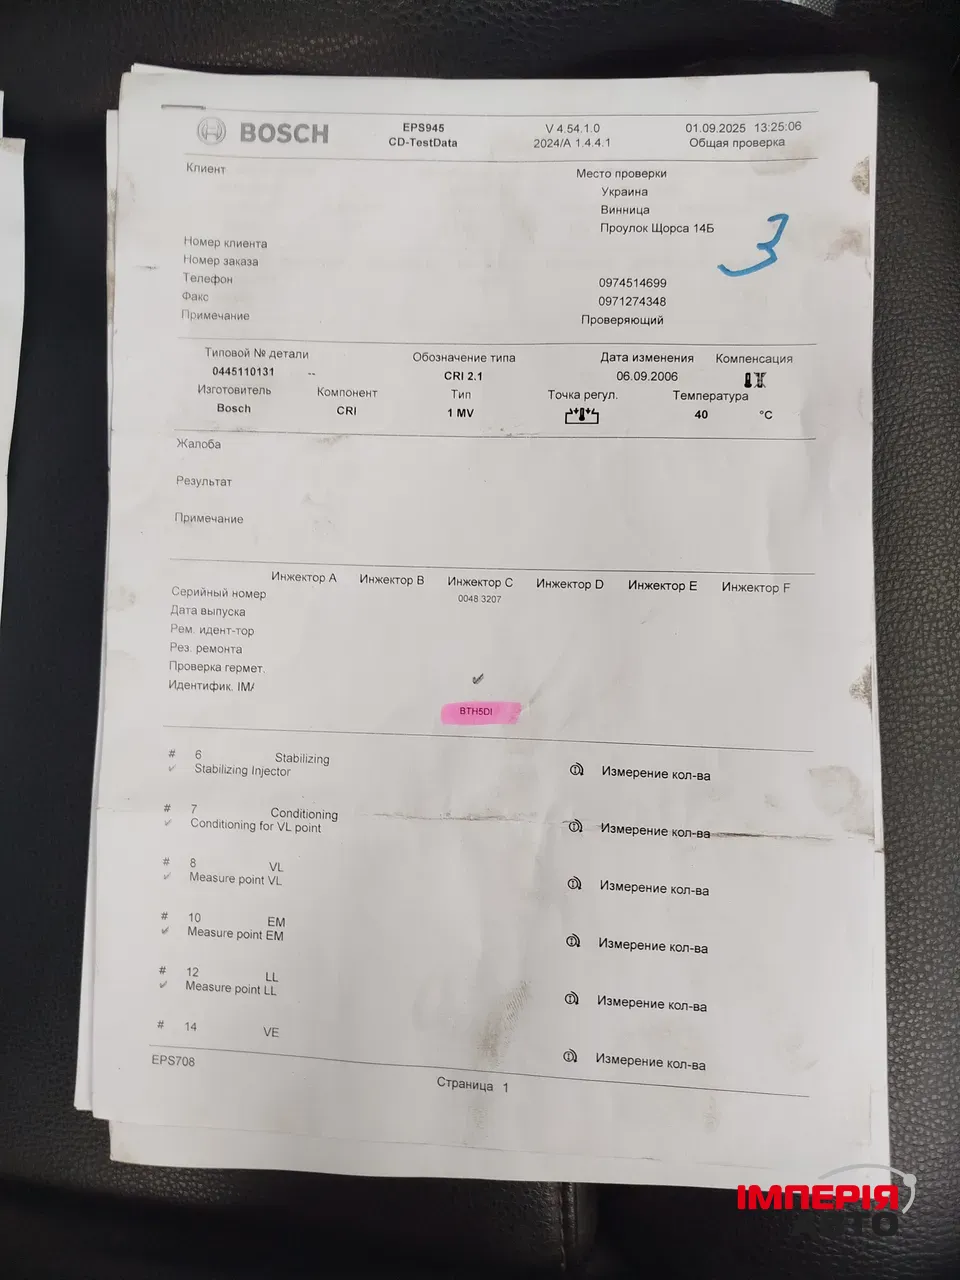 BOSCH
EPS945
CD-TestData
V 4.54.1.0
2024/A 1.4.4.1
01.09.2025 13:25:06
Общая проверка
Клиент
Место проверки
Украина
Винница
Проулок Щорса 14Б
3
Номер клиента
Номер заказа
Телефон
0974514699
Факс
0971274348
Примечание
Проверяющий
Типовой № детали
Обозначение типа
Дата изменения
Компенсация
0445110131 --
CRI 2.1
06.09.2006
Изготовитель
Компонент
Тип
Точка регул.
Температура
Bosch
CRI
1 MV
40 °C
Жалоба
Результат
Примечание
Инжектор A Инжектор B Инжектор C Инжектор D Инжектор E Инжектор F
Серийный номер
0048 3207
Дата выпуска
Рем. идент-тор
Рез. ремонта
Проверка гермет.
Идентифик. IMA
BTH5DI
# 6 Stabilizing
Stabilizing Injector
Измерение кол-ва
# 7 Conditioning
Conditioning for VL point
Измерение кол-ва
# 8 VL
Measure point VL
Измерение кол-ва
# 10 EM
Measure point EM
Измерение кол-ва
# 12 LL
Measure point LL
Измерение кол-ва
# 14 VE
Измерение кол-ва
EPS708
Страница 1
ІМПЕРІЯ
АВТО